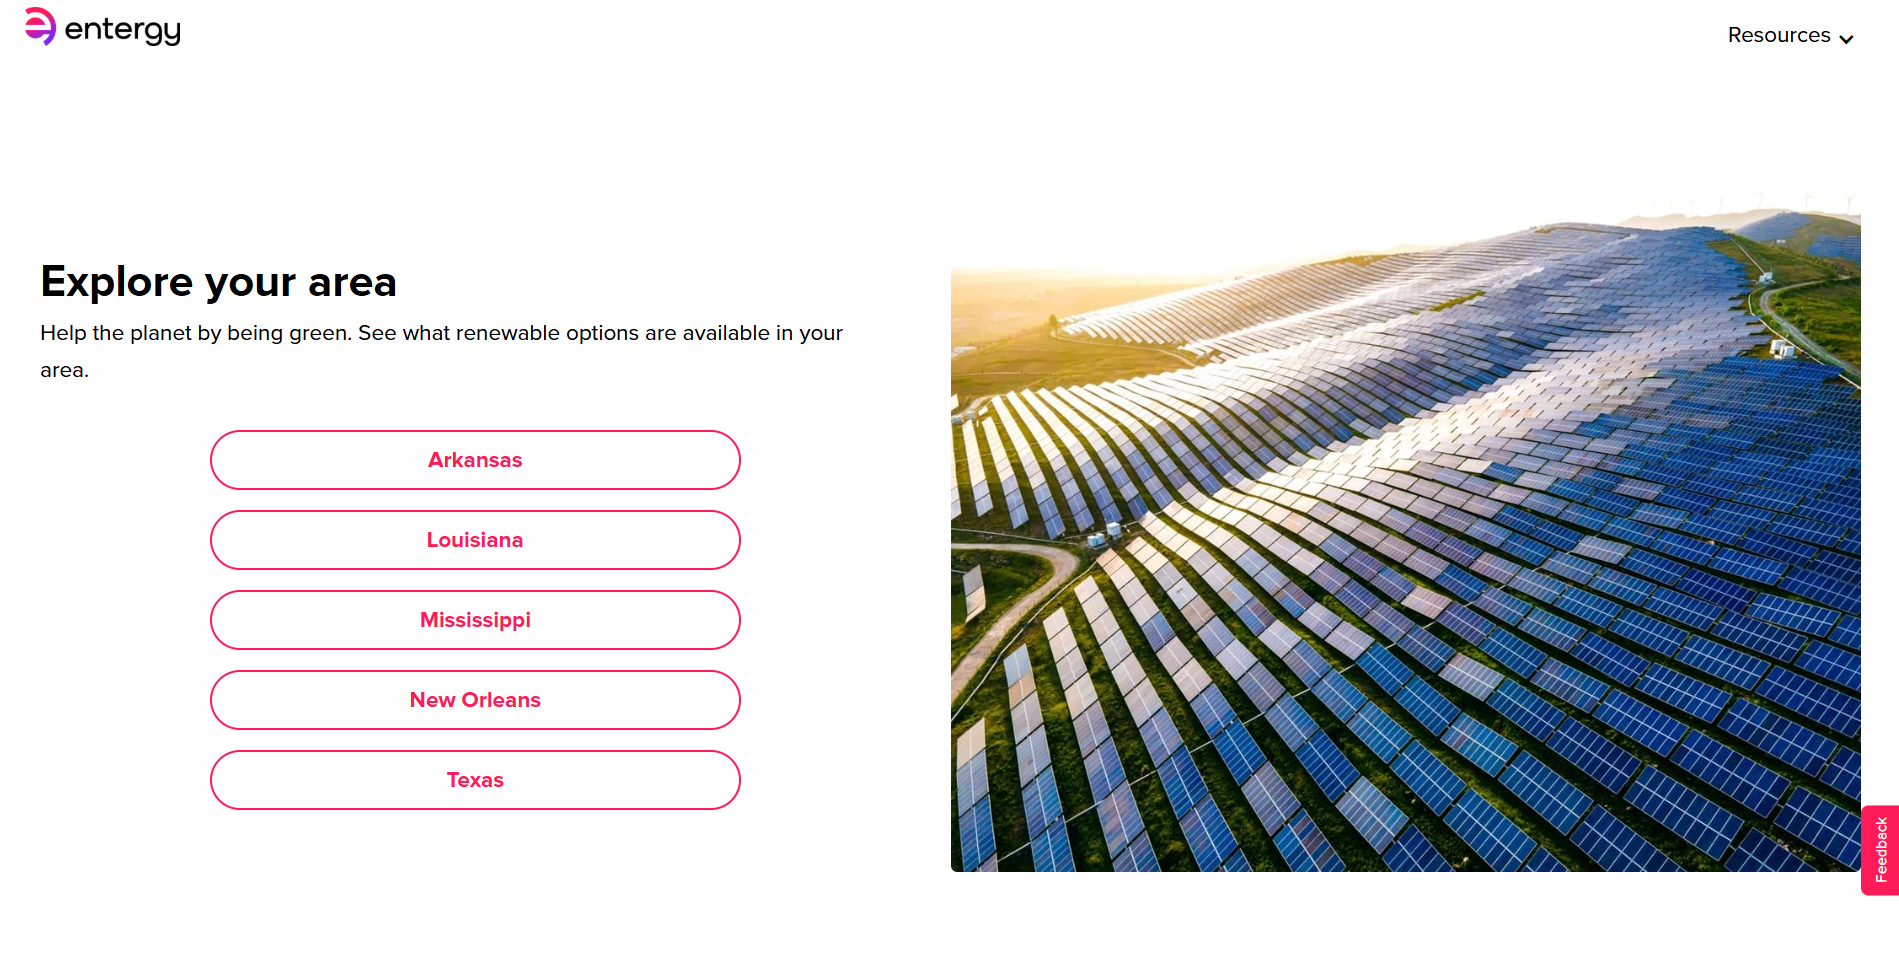 entergy
Resources
Explore your area
Help the planet by being green. See what renewable options are available in your
area.
Arkansas
Louisiana
Mississippi
New Orleans
Texas
Feedback